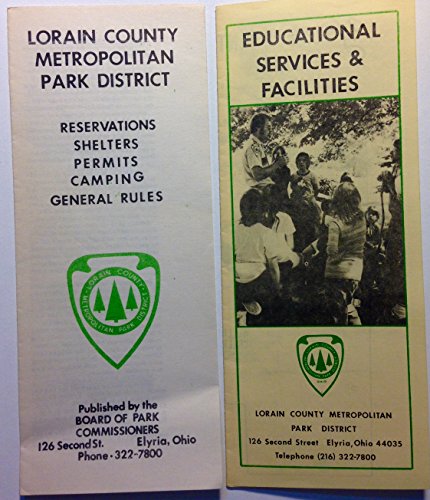 LORAIN COUNTY
METROPOLITAN
PARK DISTRICT
RESERVATIONS
SHELTERS
PERMITS
CAMPING
GENERAL RULES
LORAIN COUNTY
METROPOLITAN PARK DISTRICT
Published by the
BOARD OF PARK
COMMISSIONERS
126 Second St. Elyria, Ohio
Phone · 322-7800
EDUCATIONAL
SERVICES &
FACILITIES
LORAIN COUNTY METROPOLITAN
PARK DISTRICT
126 Second Street Elyria, Ohio 44035
Telephone (216) 322-7800